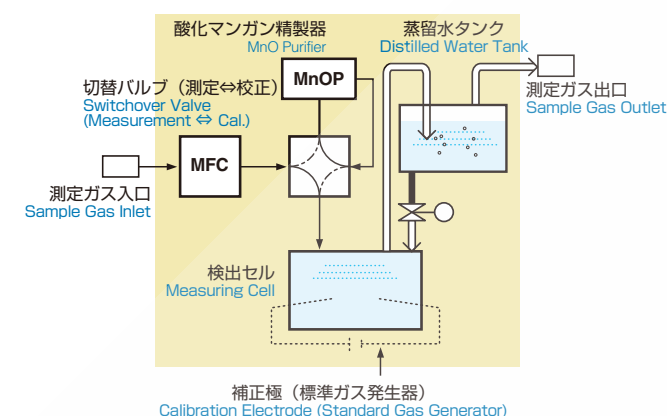 酸化マンガン精製器
MnO Purifier
蒸留水タンク
Distilled Water Tank
MnOP
切替バルブ（測定⇔校正）
Switchover Valve
(Measurement ⇔ Cal.)
測定ガス出口
Sample Gas Outlet
MFC
測定ガス入口
Sample Gas Inlet
検出セル
Measuring Cell
補正極（標準ガス発生器）
Calibration Electrode (Standard Gas Generator)